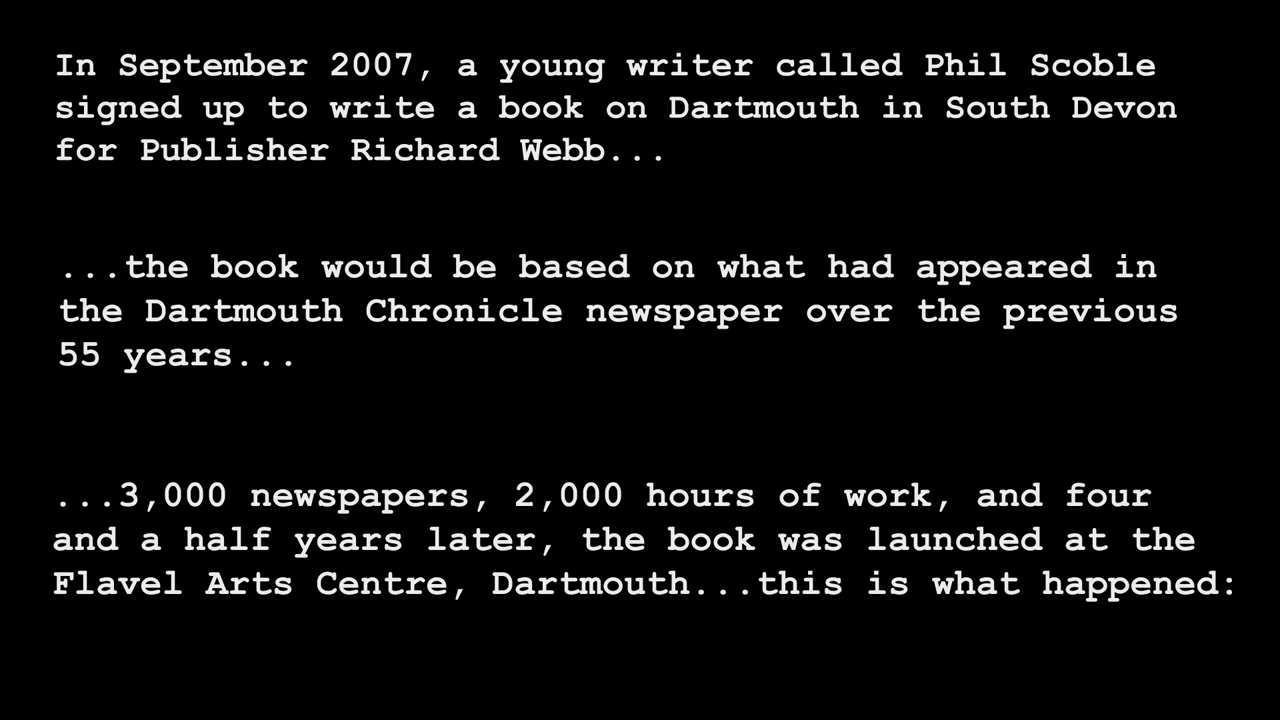 In September 2007, a young writer called Phil Scoble
signed up to write a book on Dartmouth in South Devon
for Publisher Richard Webb...
...the book would be based on what had appeared in
the Dartmouth Chronicle newspaper over the previous
55 years...
...3,000 newspapers, 2,000 hours of work, and four
and a half years later, the book was launched at the
Flavel Arts Centre, Dartmouth...this is what happened: